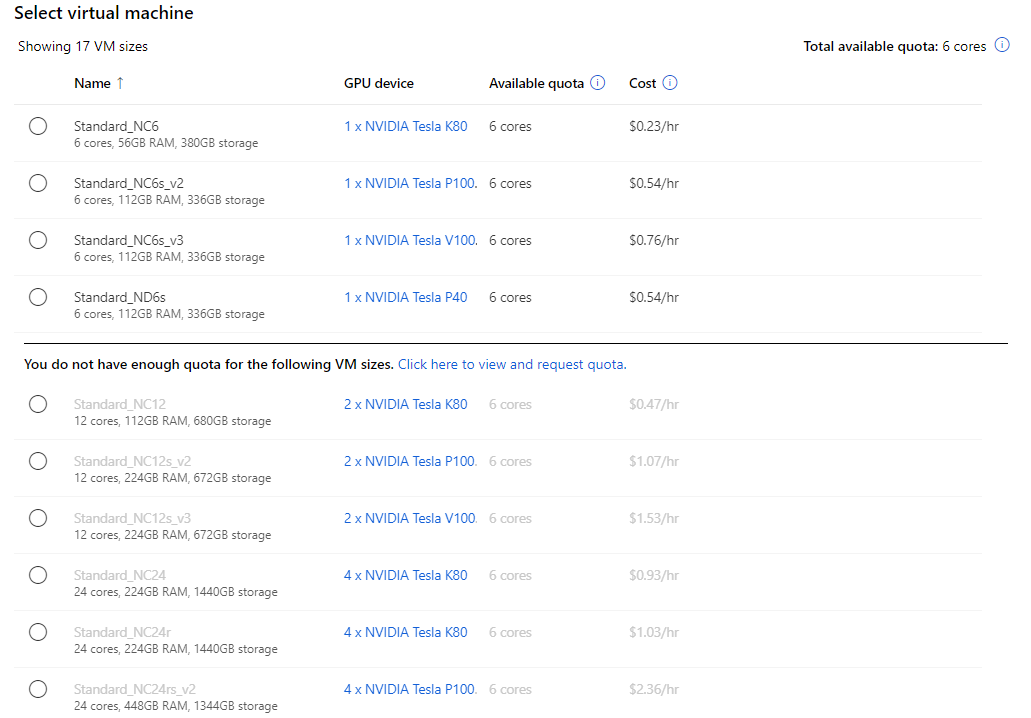 Select virtual machine
Showing 17 VM sizes Total available quota: 6 cores
Name ↑ GPU device Available quota Cost
Standard_NC6 1 x NVIDIA Tesla K80 6 cores $0.23/hr
6 cores, 56GB RAM, 380GB storage
Standard_NC6s_v2 1 x NVIDIA Tesla P100. 6 cores $0.54/hr
6 cores, 112GB RAM, 336GB storage
Standard_NC6s_v3 1 x NVIDIA Tesla V100. 6 cores $0.76/hr
6 cores, 112GB RAM, 336GB storage
Standard_ND6s 1 x NVIDIA Tesla P40 6 cores $0.54/hr
6 cores, 112GB RAM, 336GB storage
You do not have enough quota for the following VM sizes. Click here to view and request quota.
Standard_NC12 2 x NVIDIA Tesla K80 6 cores $0.47/hr
12 cores, 112GB RAM, 680GB storage
Standard_NC12s_v2 2 x NVIDIA Tesla P100. 6 cores $1.07/hr
12 cores, 224GB RAM, 672GB storage
Standard_NC12s_v3 2 x NVIDIA Tesla V100. 6 cores $1.53/hr
12 cores, 224GB RAM, 672GB storage
Standard_NC24 4 x NVIDIA Tesla K80 6 cores $0.93/hr
24 cores, 224GB RAM, 1440GB storage
Standard_NC24r 4 x NVIDIA Tesla K80 6 cores $1.03/hr
24 cores, 224GB RAM, 1440GB storage
Standard_NC24rs_v2 4 x NVIDIA Tesla P100. 6 cores $2.36/hr
24 cores, 448GB RAM, 1344GB storage